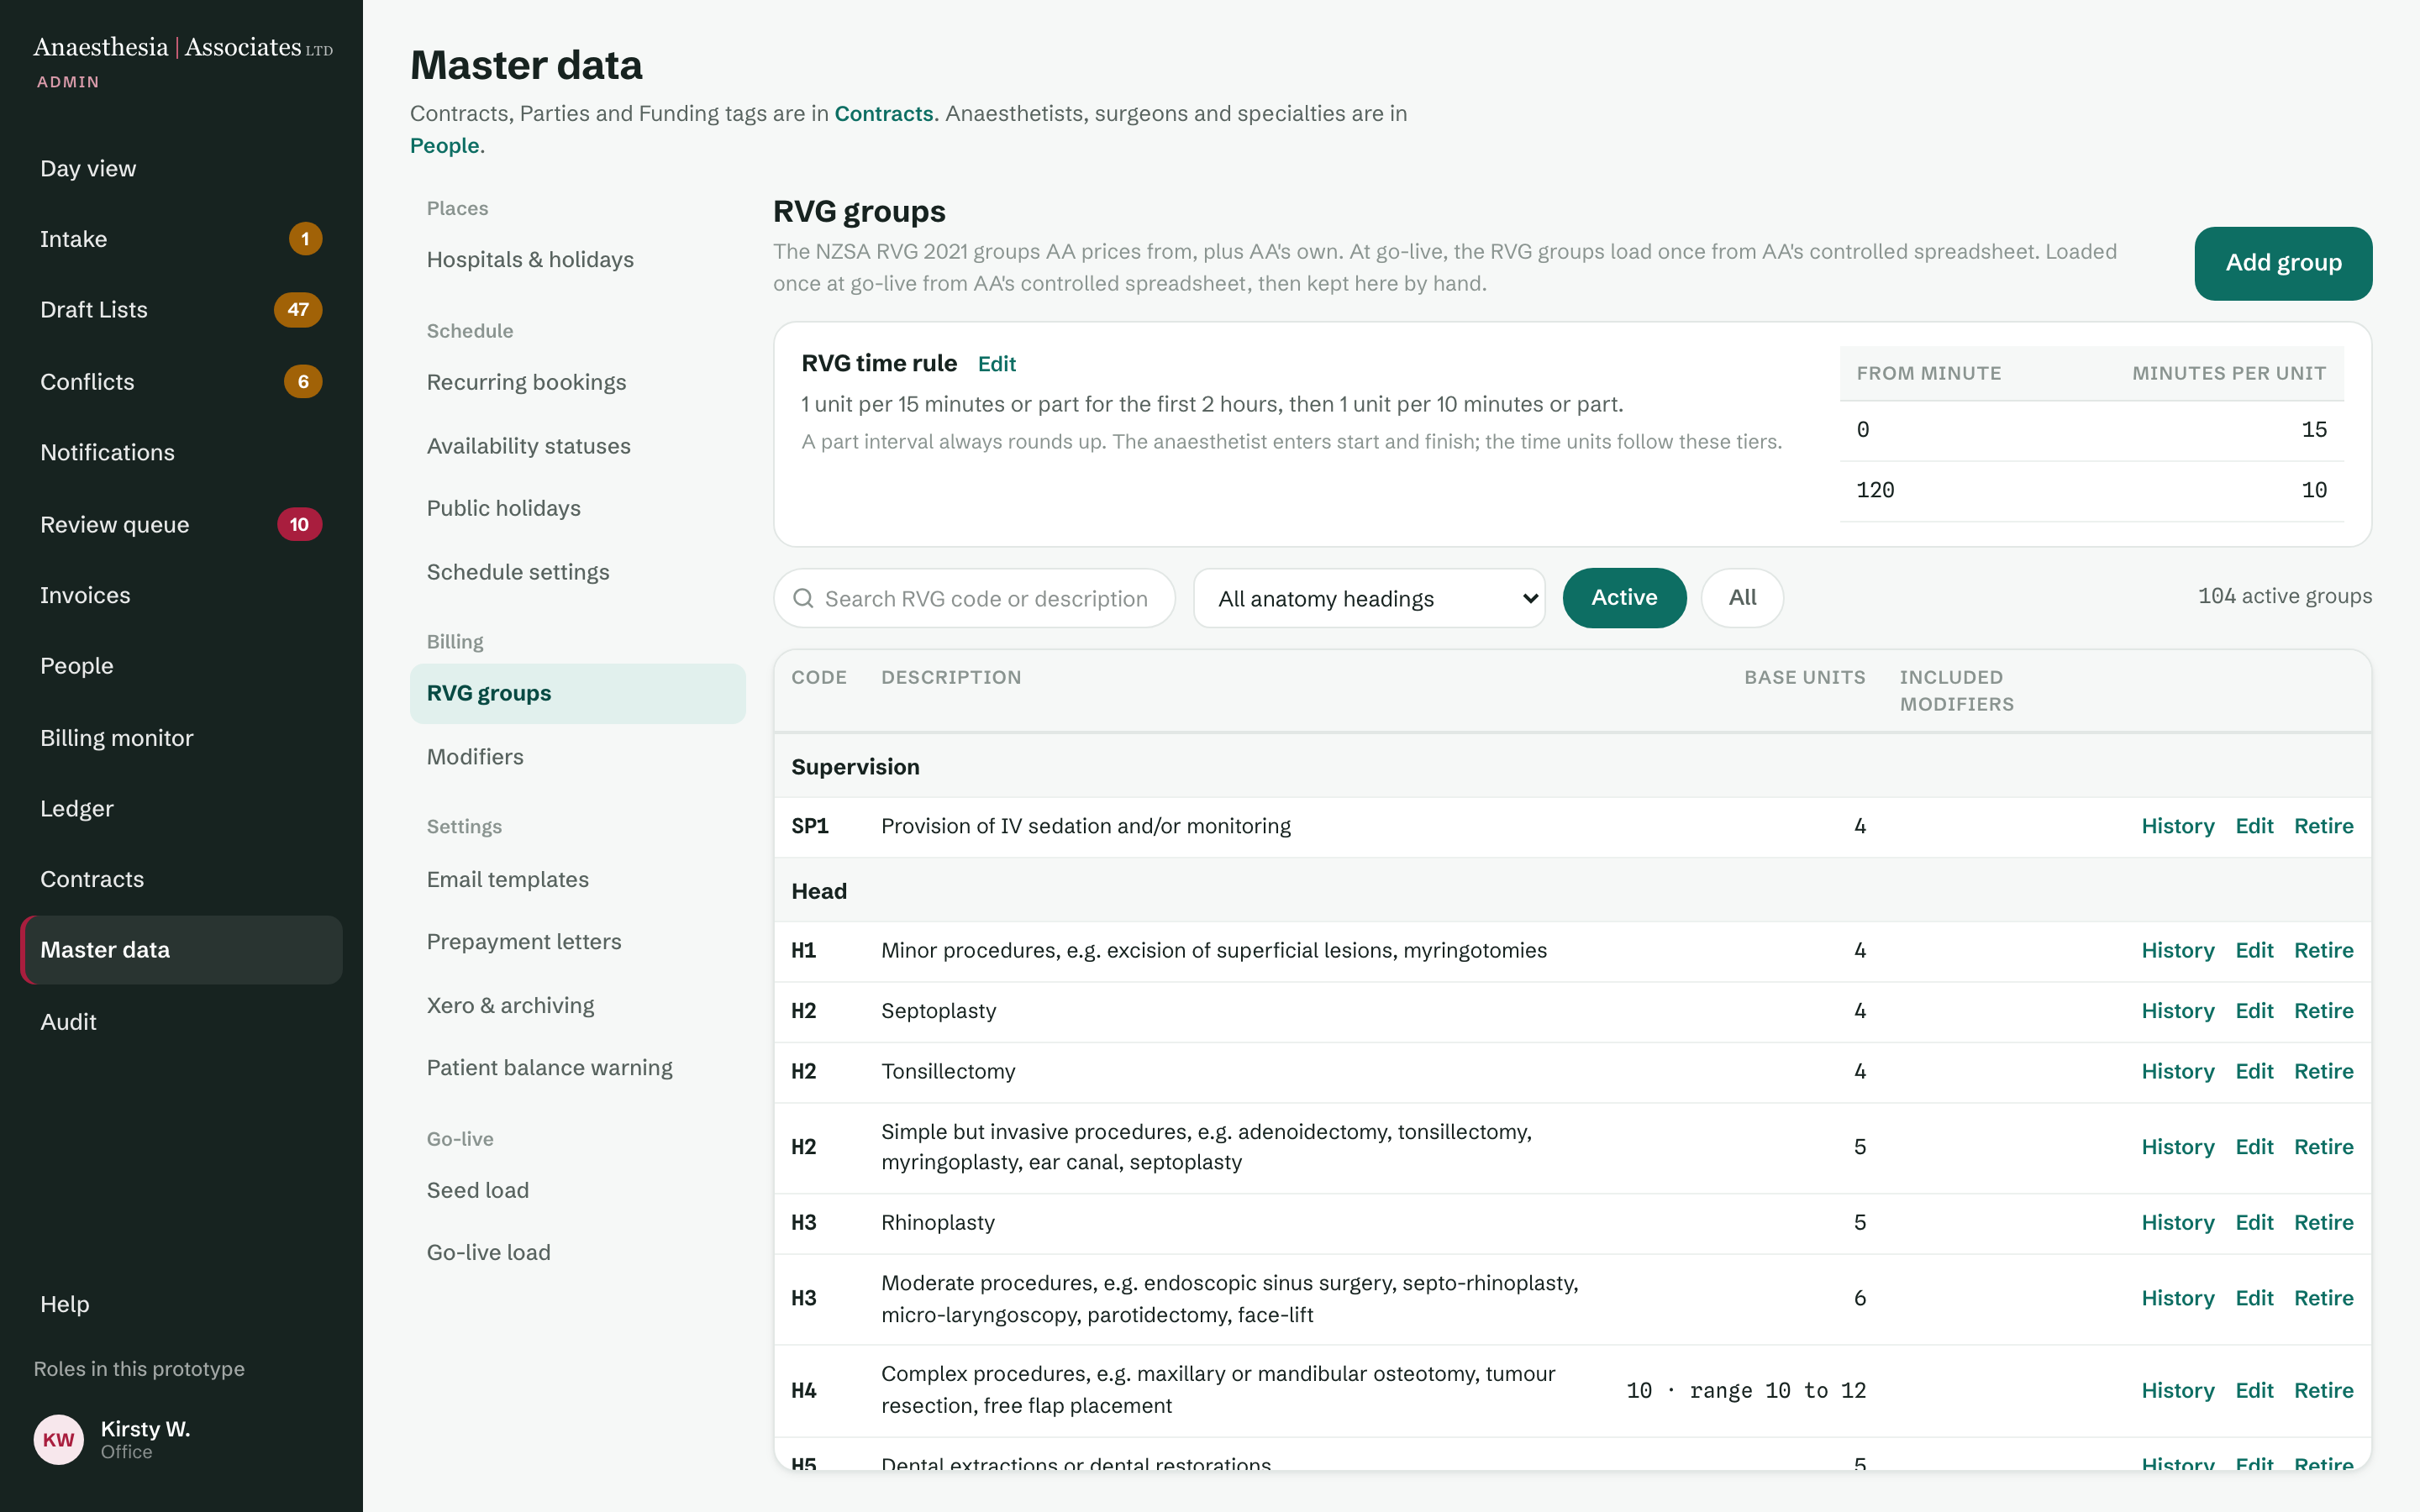 Anaesthesia | Associates LTD
ADMIN
Day view
Intake 1
Draft Lists 47
Conflicts 6
Notifications
Review queue 10
Invoices
People
Billing monitor
Ledger
Contracts
Master data
Audit
Help
Roles in this prototype
KW
Kirsty W.
Office
Master data
Contracts, Parties and Funding tags are in Contracts. Anaesthetists, surgeons and specialties are in
People.
Places
Hospitals & holidays
Schedule
Recurring bookings
Availability statuses
Public holidays
Schedule settings
Billing
RVG groups
Modifiers
Settings
Email templates
Prepayment letters
Xero & archiving
Patient balance warning
Go-live
Seed load
Go-live load
RVG groups
The NZSA RVG 2021 groups AA prices from, plus AA's own. At go-live, the RVG groups load once from AA's controlled spreadsheet. Loaded
once at go-live from AA's controlled spreadsheet, then kept here by hand.
Add group
RVG time rule Edit
1 unit per 15 minutes or part for the first 2 hours, then 1 unit per 10 minutes or part.
A part interval always rounds up. The anaesthetist enters start and finish; the time units follow these tiers.
FROM MINUTE MINUTES PER UNIT
0 15
120 10
Search RVG code or description
All anatomy headings
Active
All
104 active groups
CODE DESCRIPTION BASE UNITS INCLUDED
MODIFIERS
Supervision
SP1 Provision of IV sedation and/or monitoring 4 History Edit Retire
Head
H1 Minor procedures, e.g. excision of superficial lesions, myringotomies 4 History Edit Retire
H2 Septoplasty 4 History Edit Retire
H2 Tonsillectomy 4 History Edit Retire
H2 Simple but invasive procedures, e.g. adenoidectomy, tonsillectomy,
myringoplasty, ear canal, septoplasty 5 History Edit Retire
H3 Rhinoplasty 5 History Edit Retire
H3 Moderate procedures, e.g. endoscopic sinus surgery, septo-rhinoplasty,
micro-laryngoscopy, parotidectomy, face-lift 6 History Edit Retire
H4 Complex procedures, e.g. maxillary or mandibular osteotomy, tumour
resection, free flap placement 10 · range 10 to 12 History Edit Retire
H5 Dental extractions or dental restorations 5 History Edit Retire